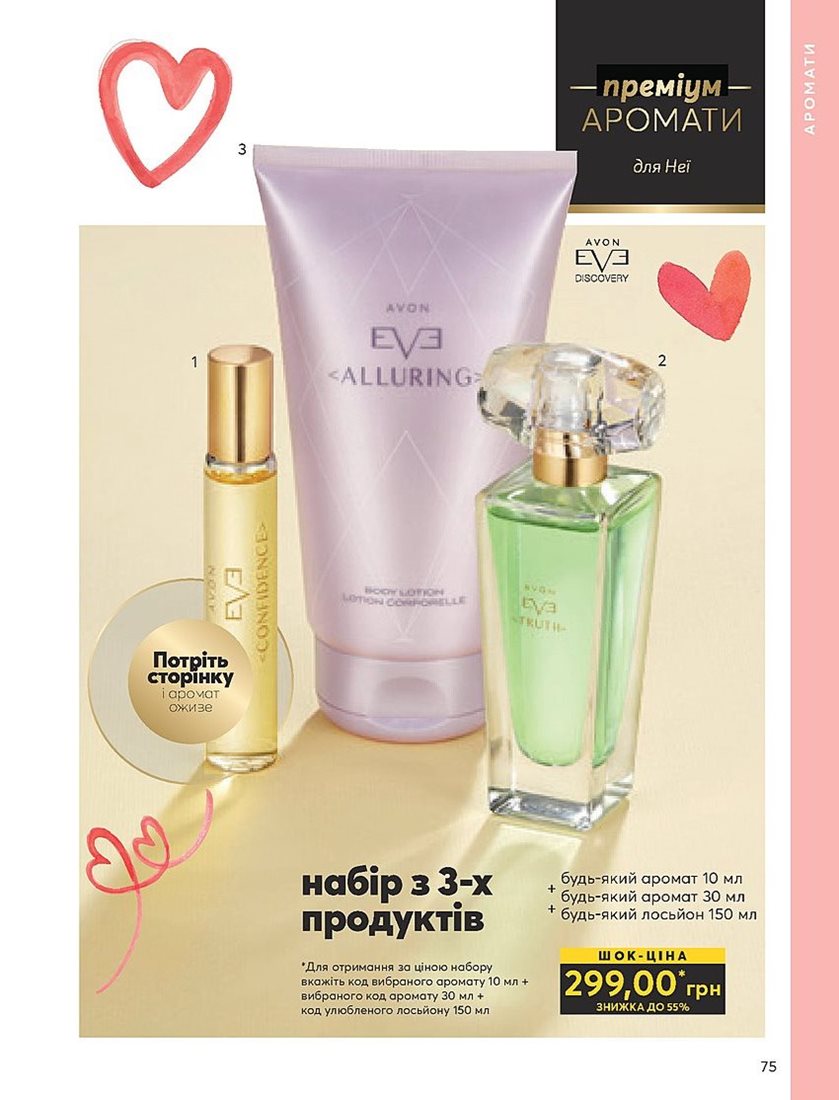 АРОМАТИ
преміум
АРОМАТИ
для Неї
AVON
EVE
DISCOVERY
3
AVON
EVE
<ALLURING>
BODY LOTION
LOTION CORPORELLE
1
AVON
EVE
<CONFIDENCE>
2
AVON
EVE
<TRUTH>
Потріть
сторінку
і аромат
оживе
набір з 3-х
продуктів
будь-який аромат 10 мл
+ будь-який аромат 30 мл
+ будь-який лосьйон 150 мл
*Для отримання за ціною набору
вкажіть код вибраного аромату 10 мл +
вибраного код аромату 30 мл +
код улюбленого лосьйону 150 мл
ШОК-ЦІНА
299,00*грн
ЗНИЖКА ДО 55%
75